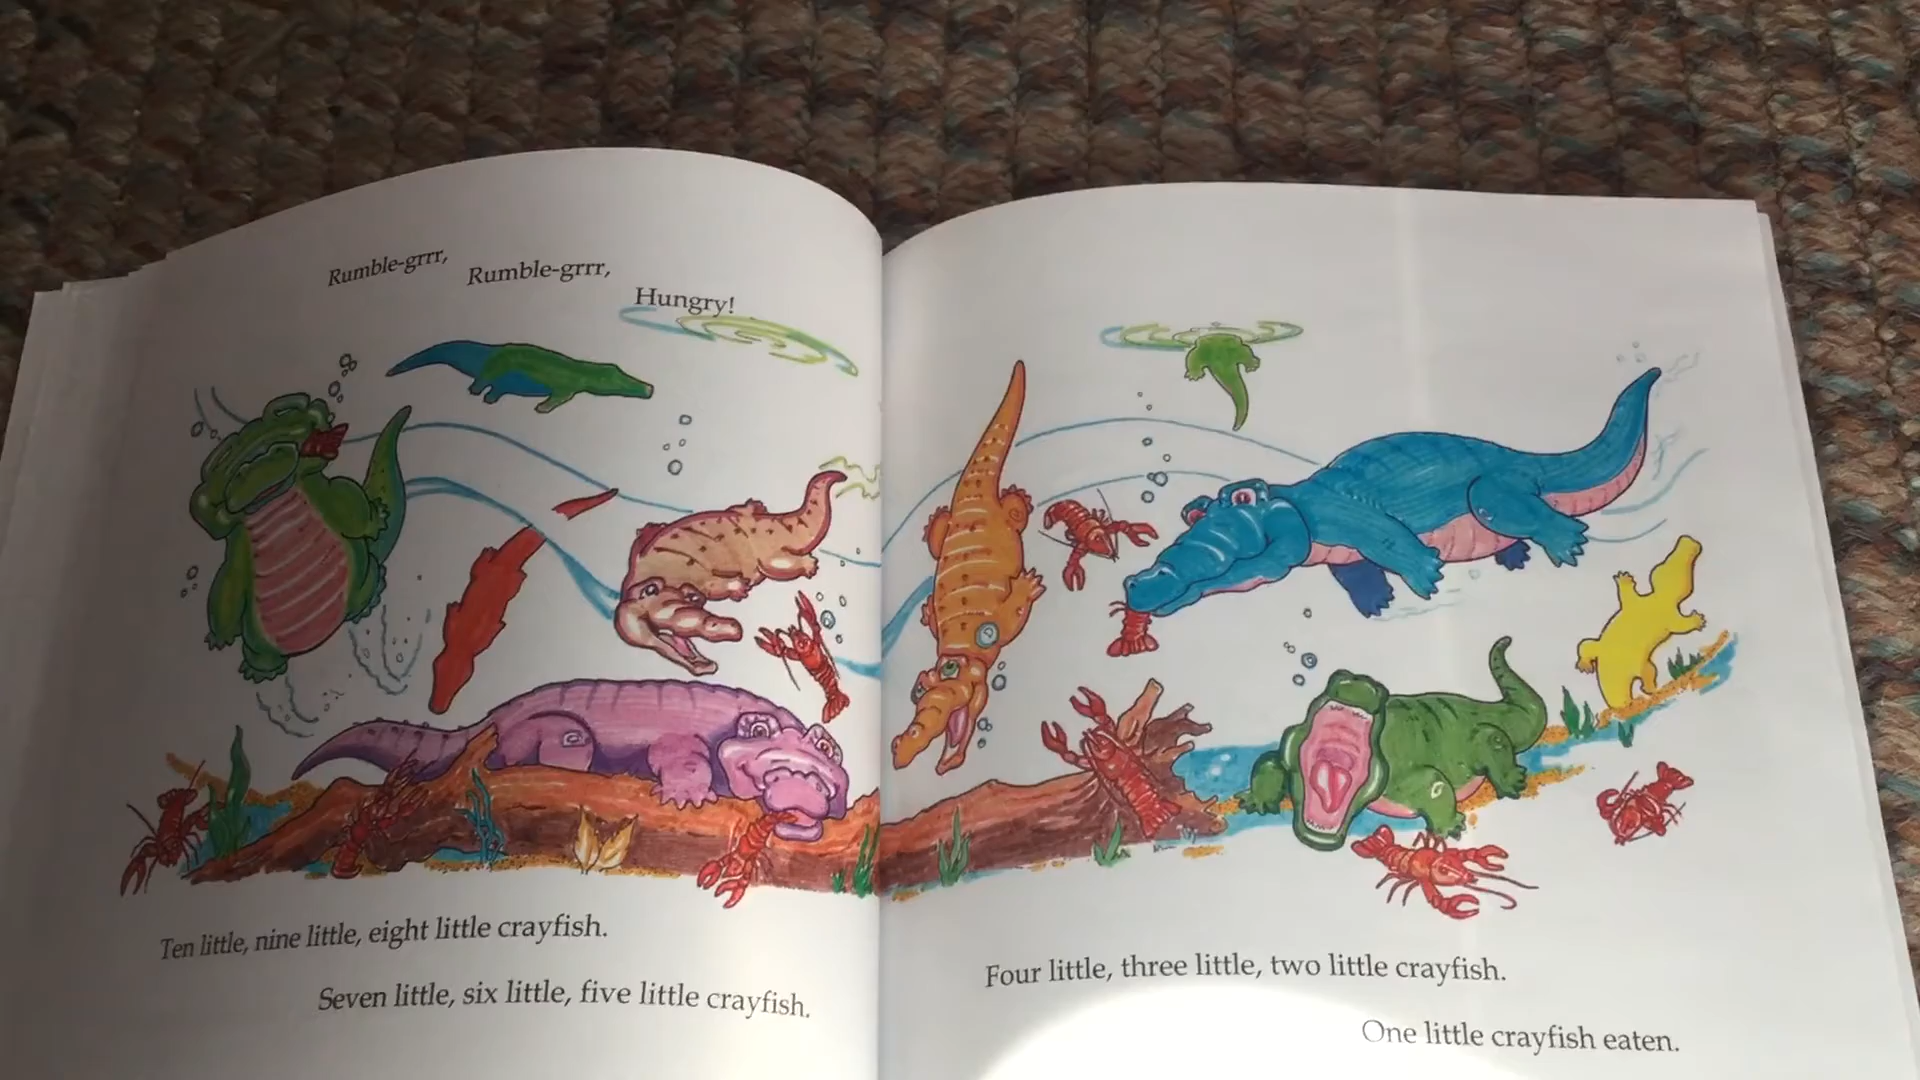 Rumble-grrr,
Rumble-grrr,
Hungry!
Ten little, nine little, eight little crayfish.
Seven little, six little, five little crayfish.
Four little, three little, two little crayfish.
One little crayfish eaten.